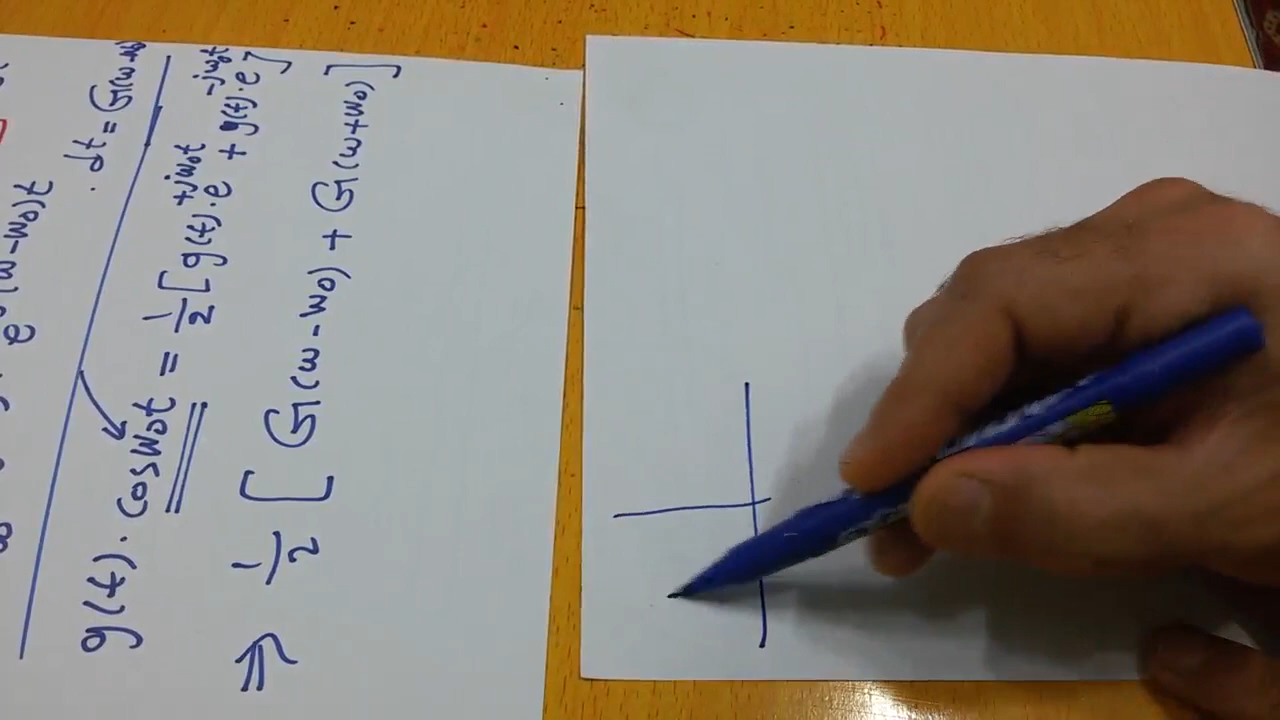 e (ω-ω0)t
. dt = G(ω+ω0)
g(t). cosω0t = 1/2 [g(t).e^+jω0t + g(t).e^-jω0t]
⇒ 1/2 [G(ω-ω0) + G(ω+ω0)]